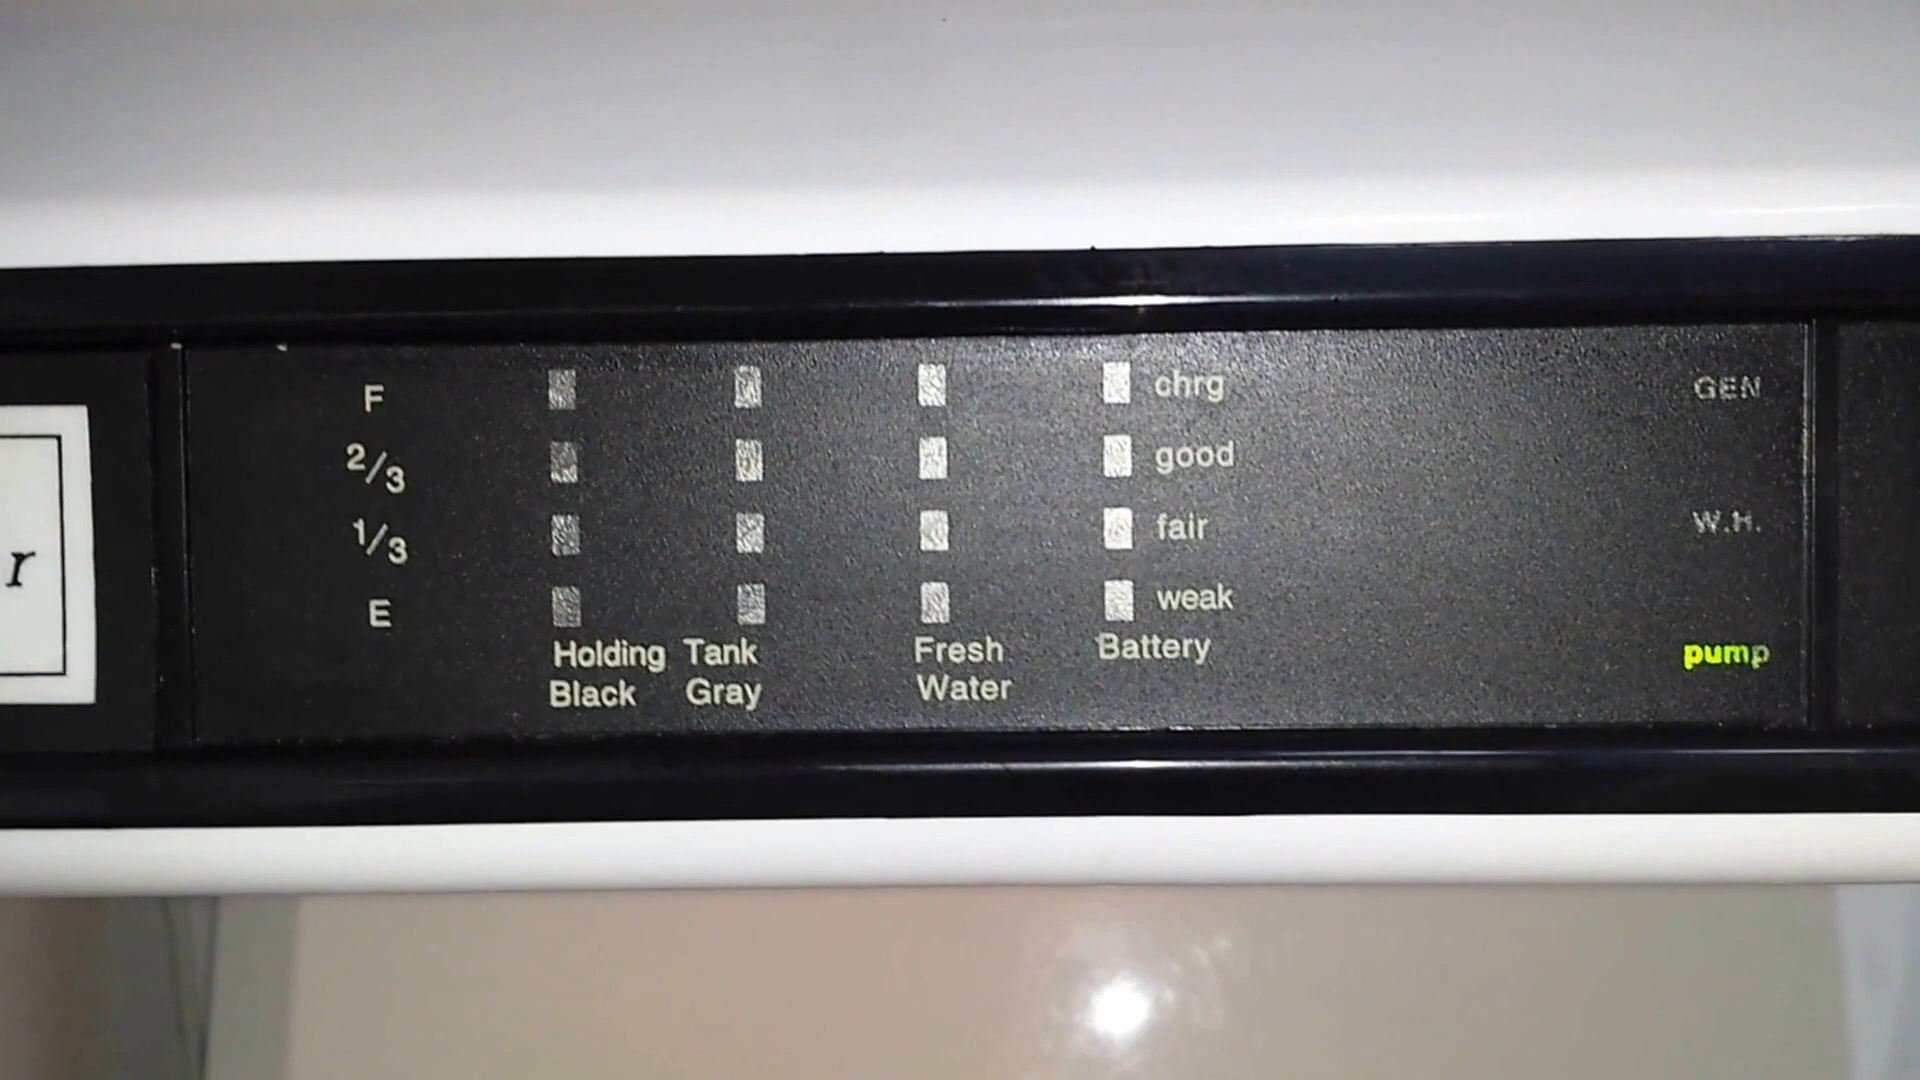 r
F chrg GEN
2/3 good
1/3 fair W.H.
E weak
Holding Tank Fresh Battery pump
Black Gray Water